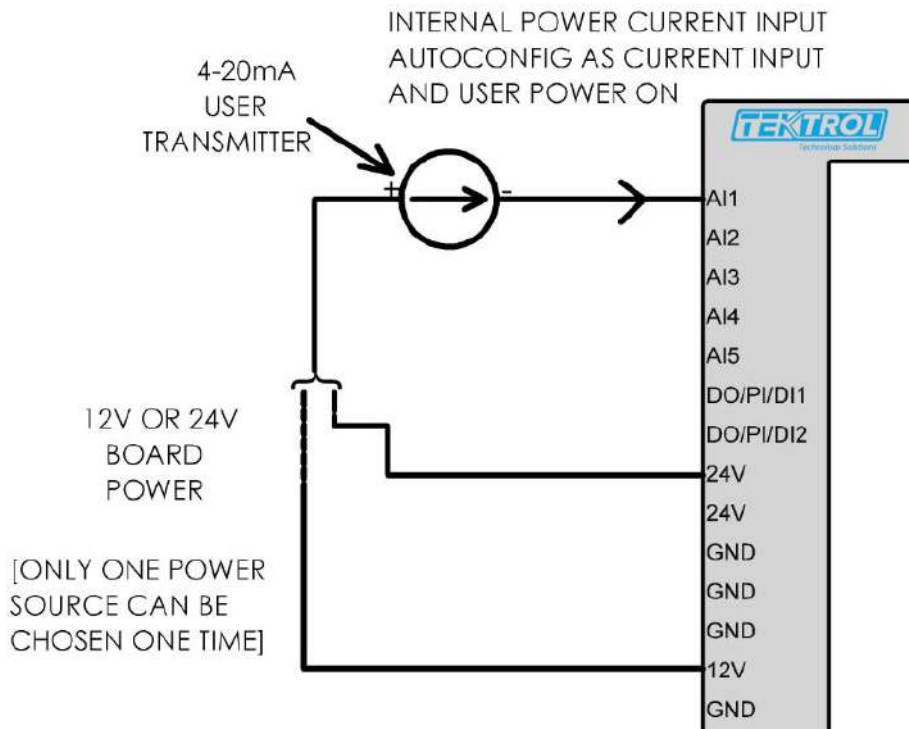 INTERNAL POWER CURRENT INPUT
AUTOCONFIG AS CURRENT INPUT
AND USER POWER ON
4-20mA
USER
TRANSMITTER
+
-
TEKTROL
Technology Solutions
AI1
AI2
AI3
AI4
AI5
DO/PI/DI1
DO/PI/DI2
24V
24V
GND
GND
GND
12V
GND
12V OR 24V
BOARD
POWER
[ONLY ONE POWER
SOURCE CAN BE
CHOSEN ONE TIME]